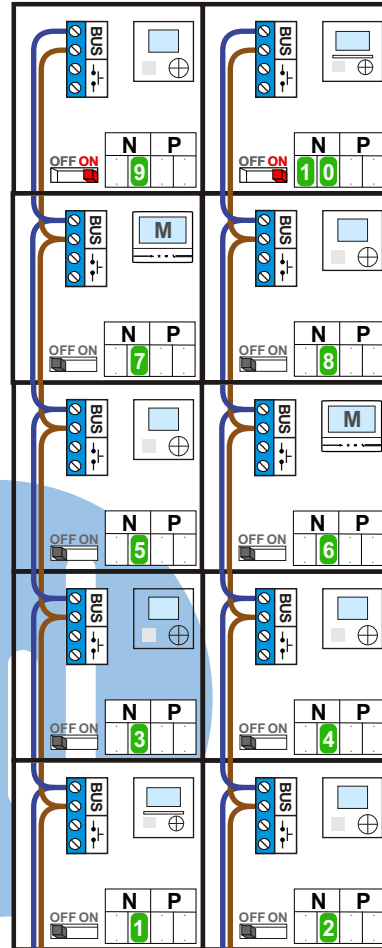 BUS BUS
N P N P
OFF ON OFF ON
9 1 0
BUS M BUS
N P N P
OFF ON OFF ON
7 8
BUS BUS M
N P N P
OFF ON OFF ON
5 6
BUS BUS
N P N P
OFF ON OFF ON
3 4
BUS BUS
N P N P
OFF ON OFF ON
1 2